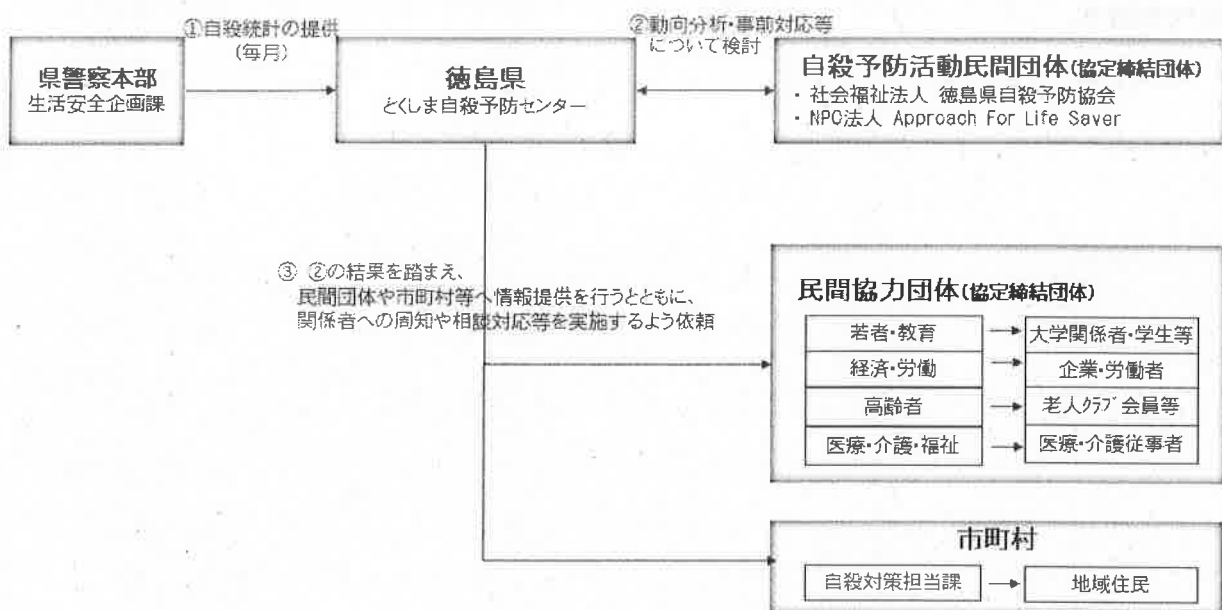 ①自殺統計の提供
(毎月)
②動向分析・事前対応等
について検討
県警察本部
生活安全企画課
徳島県
とくしま自殺予防センター
自殺予防活動民間団体(協定締結団体)
・社会福祉法人 徳島県自殺予防協会
・NPO法人 Approach For Life Saver
③ ②の結果を踏まえ、
民間団体や市町村等へ情報提供を行うとともに、
関係者への周知や相談対応等を実施するよう依頼
民間協力団体(協定締結団体)
若者・教育 → 大学関係者・学生等
経済・労働 → 企業・労働者
高齢者 → 老人クラブ会員等
医療・介護・福祉 → 医療・介護従事者
市町村
自殺対策担当課 → 地域住民